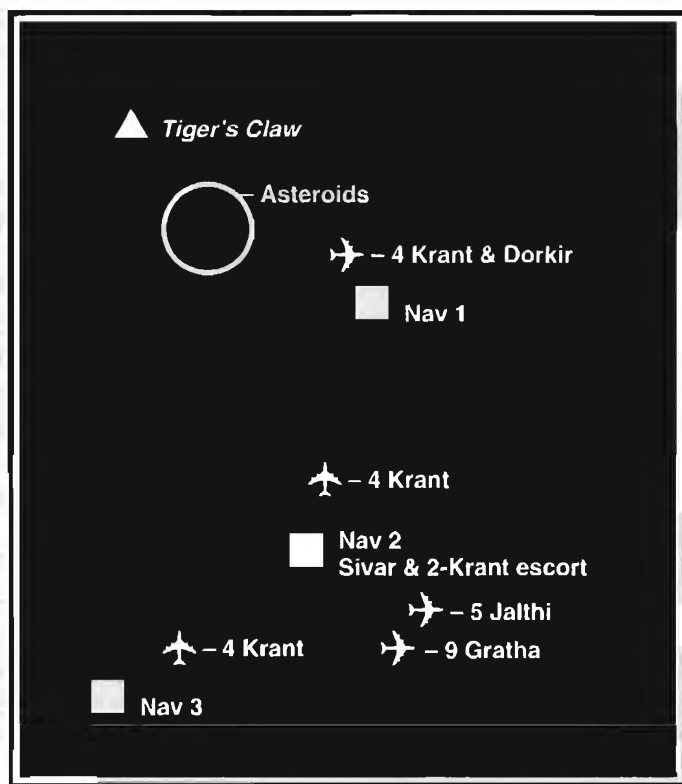 Tiger's Claw
– Asteroids
– 4 Krant & Dorkir
Nav 1
– 4 Krant
Nav 2
Sivar & 2-Krant escort
– 5 Jalthi
– 4 Krant
– 9 Gratha
Nav 3